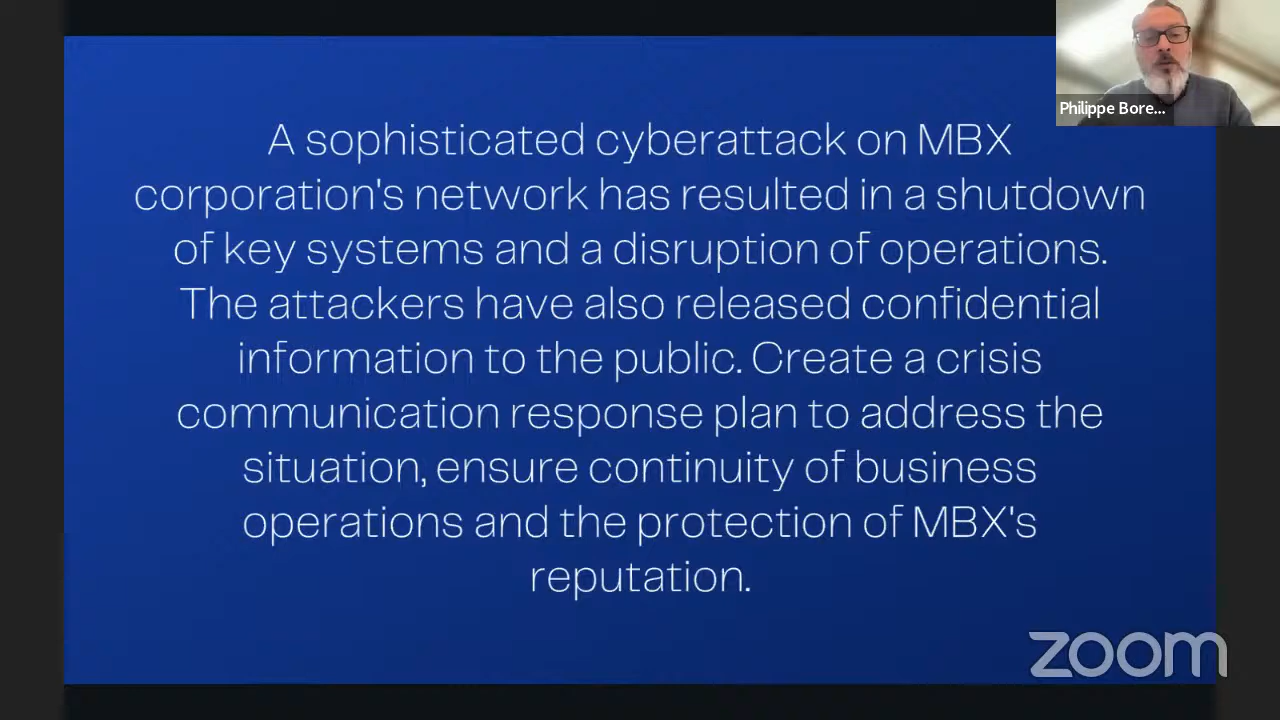 A sophisticated cyberattack on MBX
corporation's network has resulted in a shutdown
of key systems and a disruption of operations.
The attackers have also released confidential
information to the public. Create a crisis
communication response plan to address the
situation, ensure continuity of business
operations and the protection of MBX's
reputation.
Philippe Bore...
zoom